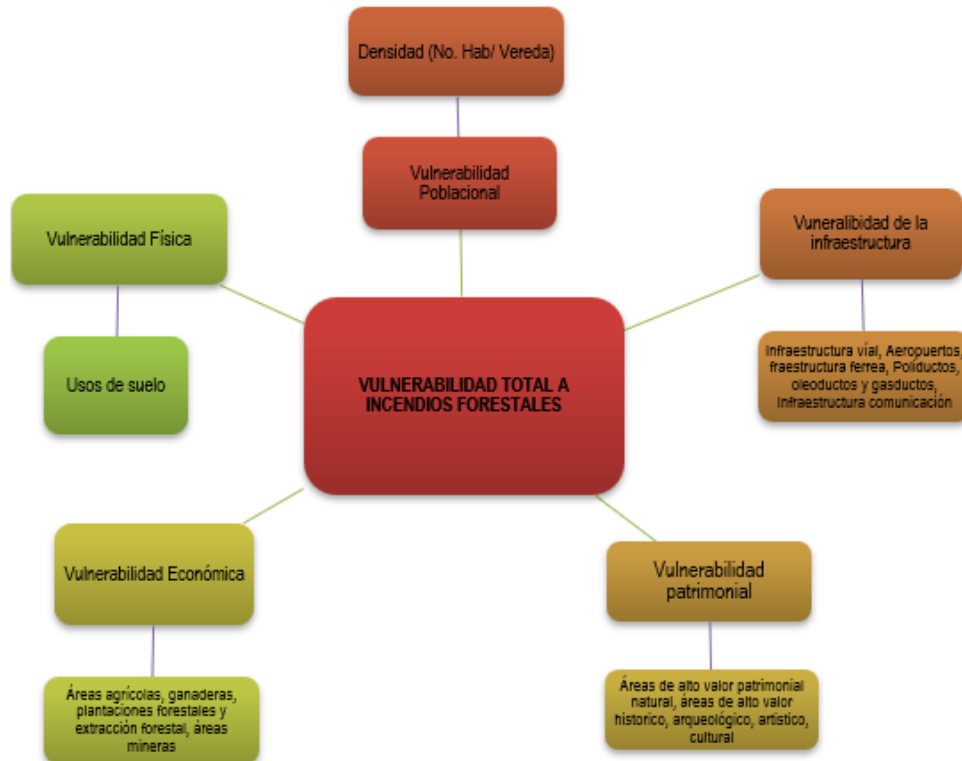 Densidad (No. Hab/ Vereda)
Vulnerabilidad
Poblacional
Vulnerabilidad Física
Usos de suelo
Vuneralibidad de la
infraestructura
Infraestructura víal, Aeropuertos,
fraestructura ferrea, Poliductos,
oleoductos y gasductos,
Infraestructura comunicación
VULNERABILIDAD TOTAL A
INCENDIOS FORESTALES
Vulnerabilidad Económica
Áreas agrícolas, ganaderas,
plantaciones forestales y
extracción forestal, áreas
mineras
Vulnerabilidad
patrimonial
Áreas de alto valor patrimonial
natural, áreas de alto valor
historico, arqueológico, artistico,
cultural